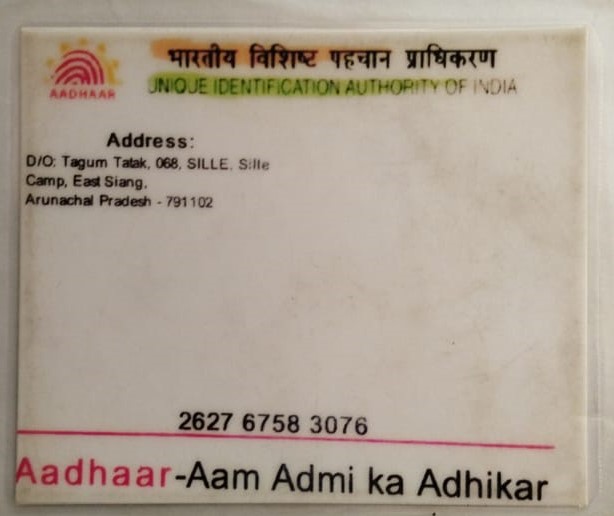 भारतीय विशिष्ट पहचान प्राधिकरण
UNIQUE IDENTIFICATION AUTHORITY OF INDIA
AADHAAR
Address:
D/O: Tagum Tatak, 068, SILLE, Sille
Camp, East Siang,
Arunachal Pradesh - 791102
2627 6758 3076
Aadhaar-Aam Admi ka Adhikar